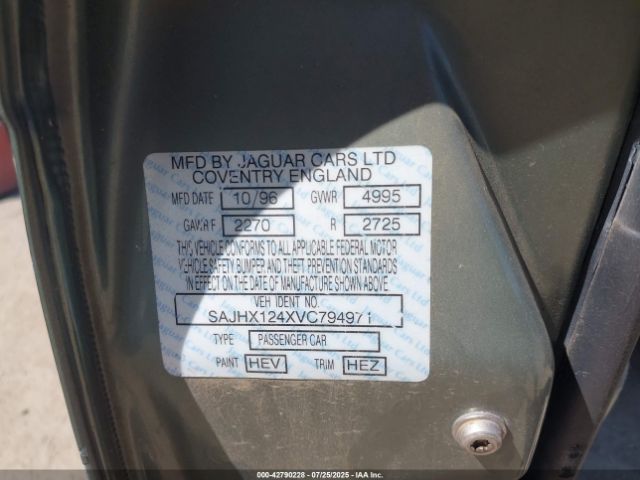 MFD BY JAGUAR CARS LTD
COVENTRY ENGLAND
MFD DATE 10/96 GVWR 4995
GAWR F 2270 R 2725
THIS VEHICLE CONFORMS TO ALL APPLICABLE FEDERAL MOTOR
VEHICLE SAFETY BUMPER AND THEFT PREVENTION STANDARDS
IN EFFECT ON THE DATE OF MANUFACTURE SHOWN ABOVE
VEH IDENT NO.
SAJHX124XVC794971
TYPE PASSENGER CAR
PAINT HEV TRIM HEZ
000-42790228 - 07/25/2025 - IAA